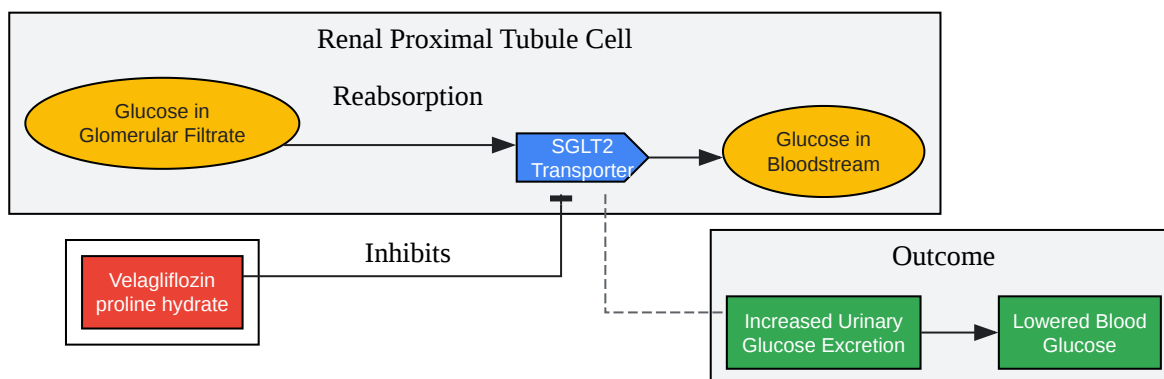 Renal Proximal Tubule Cell
Reabsorption
Glucose in
Glomerular Filtrate
SGLT2
Transporter
Glucose in
Bloodstream
Inhibits
Velagliflozin
proline hydrate
Outcome
Increased Urinary
Glucose Excretion
Lowered Blood
Glucose